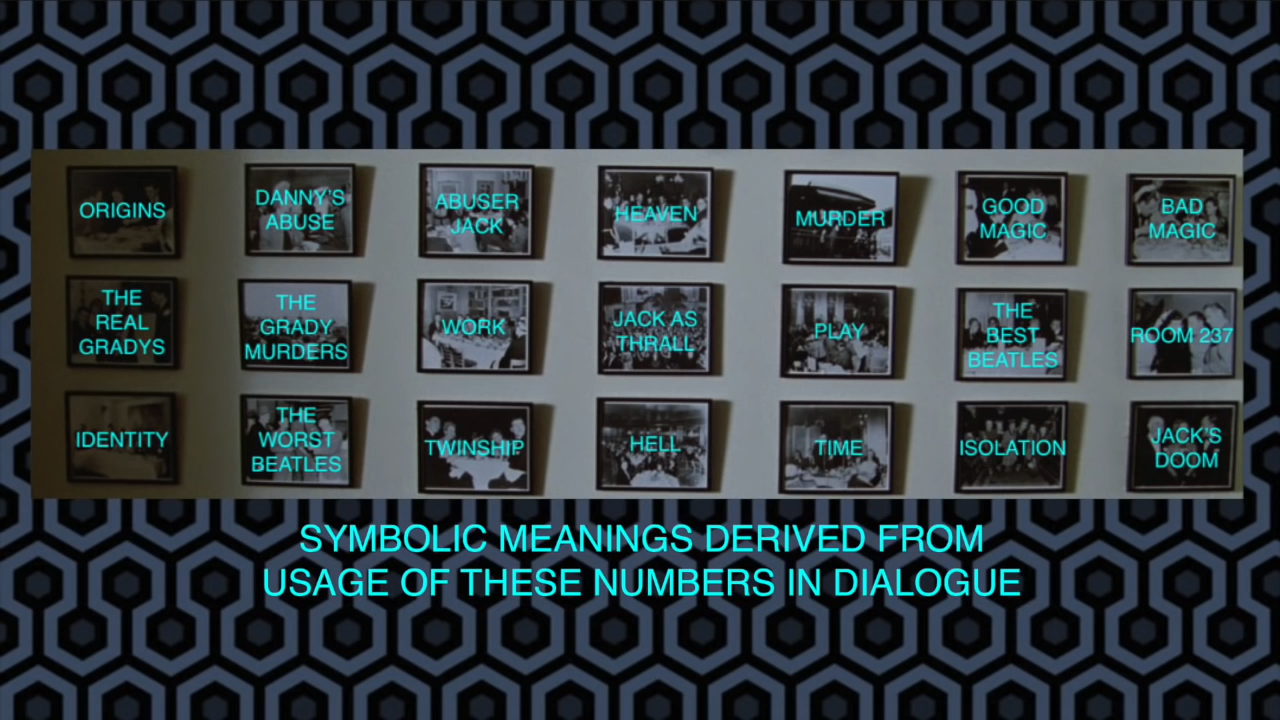 ORIGINS
DANNY'S
ABUSE
ABUSER
JACK
HEAVEN
MURDER
GOOD
MAGIC
BAD
MAGIC
THE
REAL
GRADYS
THE
GRADY
MURDERS
WORK
JACK AS
THRALL
PLAY
THE
BEST
BEATLES
ROOM 237
IDENTITY
THE
WORST
BEATLES
TWINSHIP
HELL
TIME
ISOLATION
JACK'S
DOOM
SYMBOLIC MEANINGS DERIVED FROM
USAGE OF THESE NUMBERS IN DIALOGUE